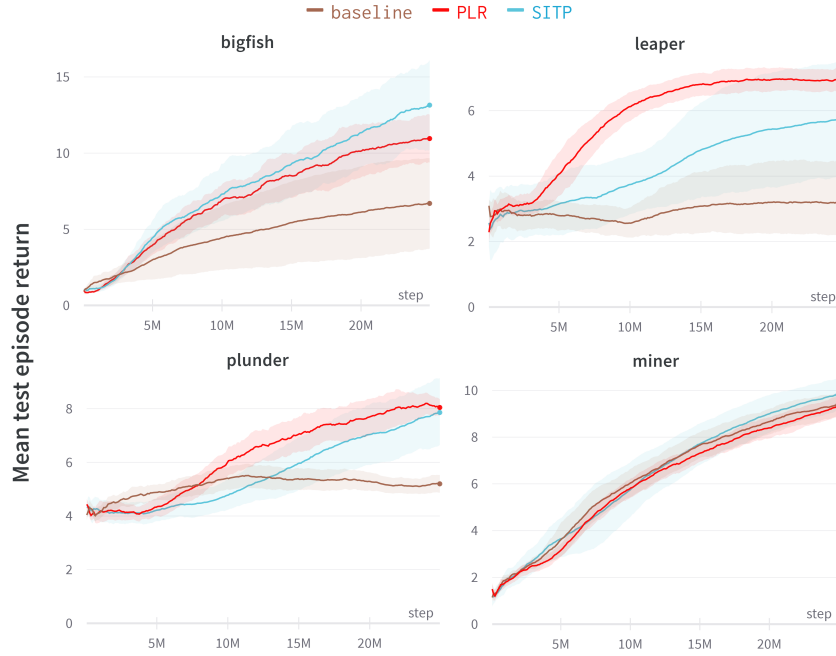 baseline PLR SITP
bigfish
15
10
5
0
5M 10M 15M 20M
step
leaper
6
4
2
0
5M 10M 15M 20M
step
Mean test episode return
plunder
8
6
4
2
0
5M 10M 15M 20M
step
miner
10
8
6
4
2
0
5M 10M 15M 20M
step